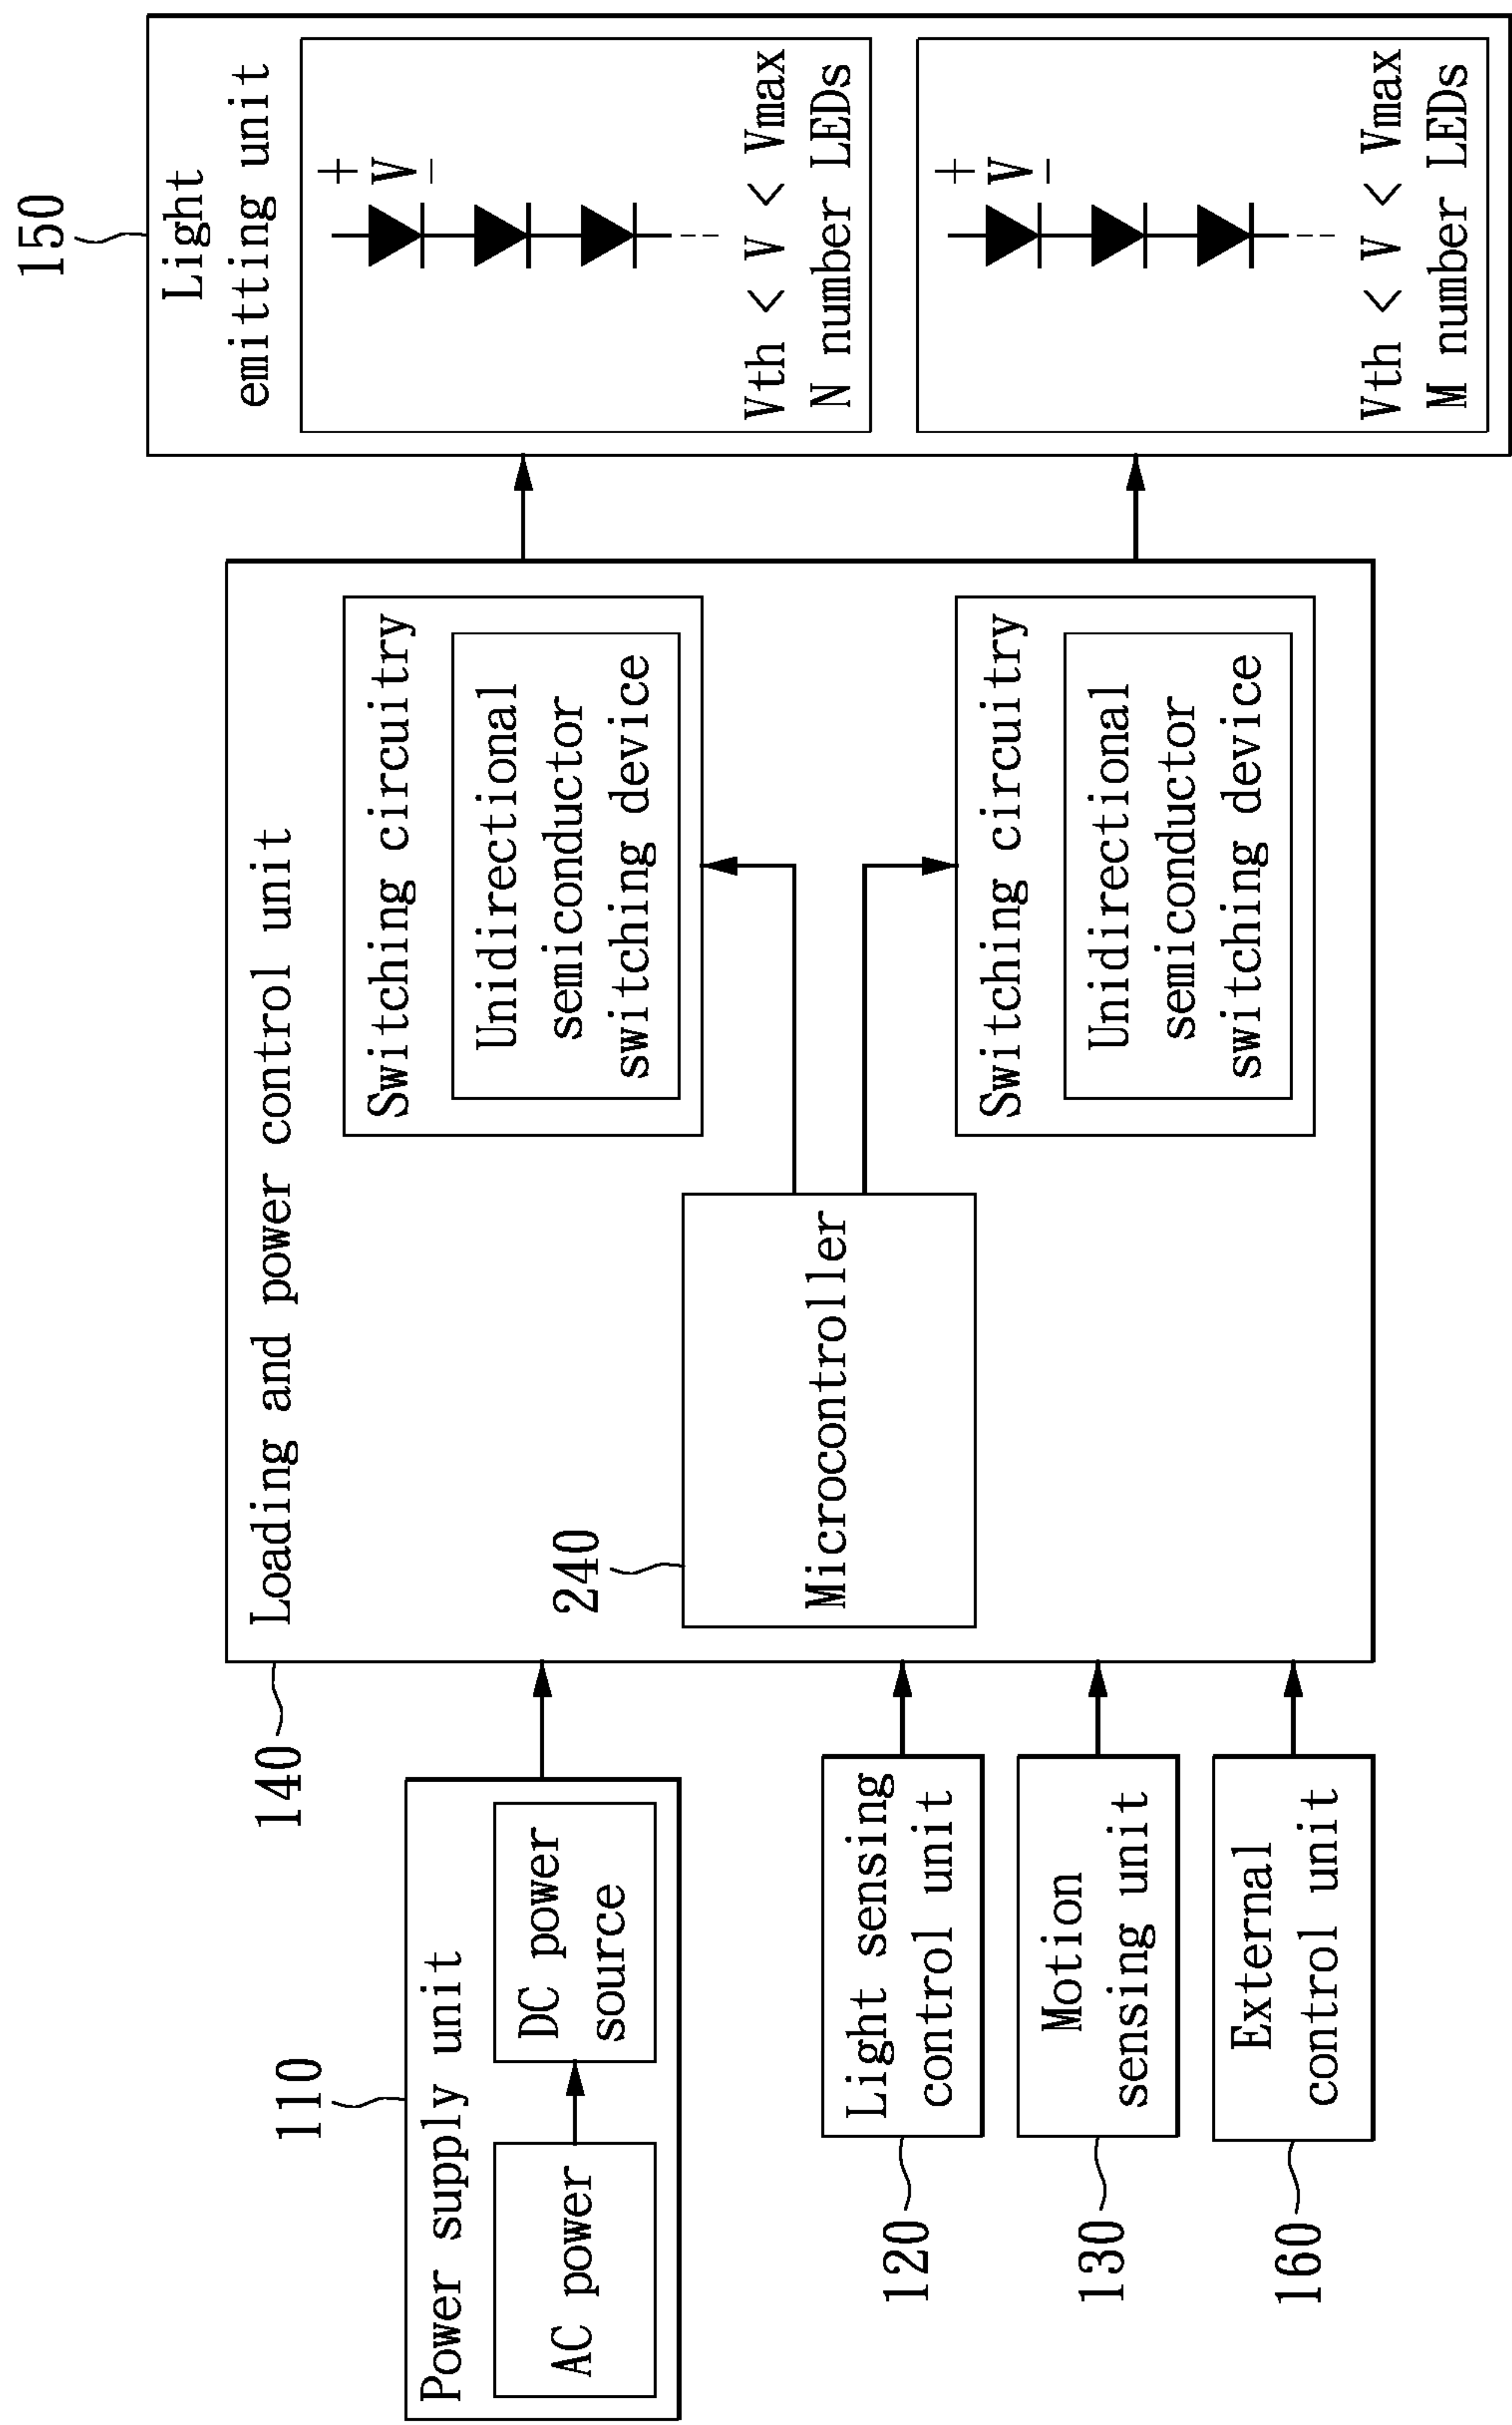 110
Power supply unit
AC power
DC power
source
120
Light sensing
control unit
130
Motion
sensing unit
160
External
control unit
140
Loading and power control unit
240
Microcontroller
Switching circuitry
Unidirectional
semiconductor
switching device
Switching circuitry
Unidirectional
semiconductor
switching device
150
Light
emitting unit
+
V
−
Vth < V < Vmax
N number LEDs
+
V
−
Vth < V < Vmax
M number LEDs